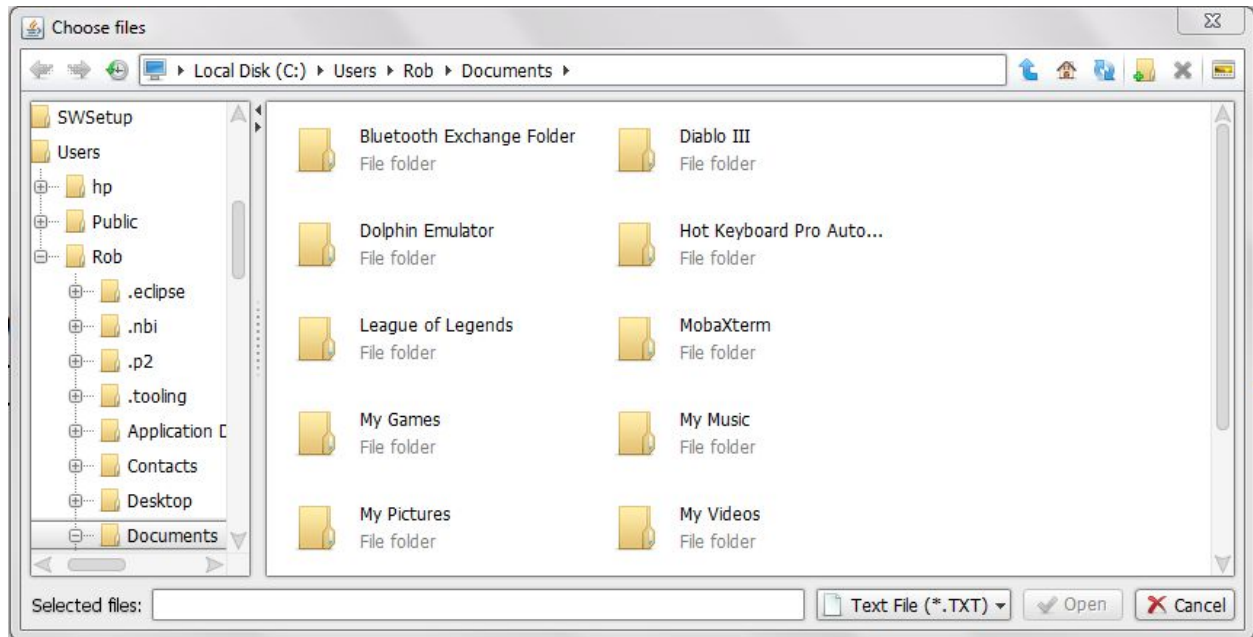 Choose files
Local Disk (C:) Users Rob Documents
SWSetup
Users
hp
Public
Rob
.eclipse
.nbi
.p2
.tooling
Application D
Contacts
Desktop
Documents
Bluetooth Exchange Folder
File folder
Diablo III
File folder
Dolphin Emulator
File folder
Hot Keyboard Pro Auto...
File folder
League of Legends
File folder
MobaXterm
File folder
My Games
File folder
My Music
File folder
My Pictures
File folder
My Videos
File folder
Selected files:
Text File (*.TXT)
Open
Cancel